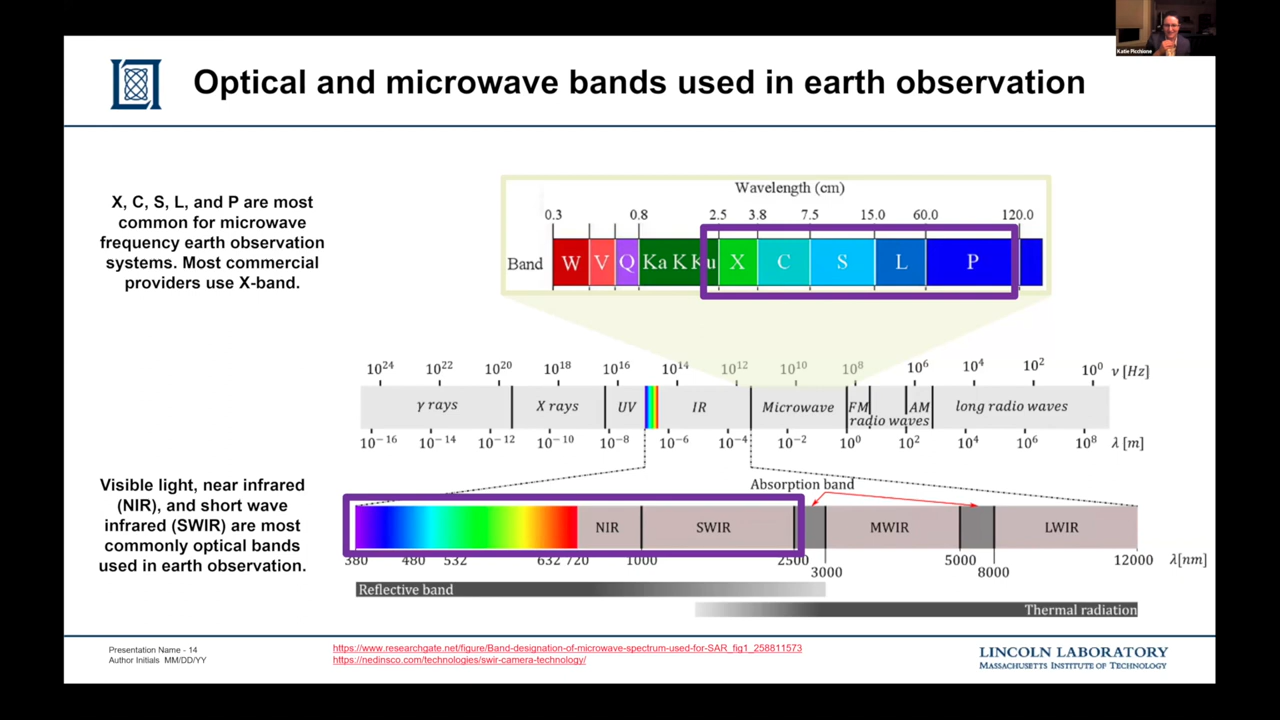 Katie Picchione
Optical and microwave bands used in earth observation
X, C, S, L, and P are most
common for microwave
frequency earth observation
systems. Most commercial
providers use X-band.
Wavelength (cm)
0.3 0.8 2.5 3.8 7.5 15.0 60.0 120.0
Band W V Q Ka K Ku X C S L P
10^24 10^22 10^20 10^18 10^16 10^14 10^12 10^10 10^8 10^6 10^4 10^2 10^0 ν [Hz]
γ rays X rays UV IR Microwave FM AM long radio waves
radio waves
10^−16 10^−14 10^−12 10^−10 10^−8 10^−6 10^−4 10^−2 10^0 10^2 10^4 10^6 10^8 λ [m]
Visible light, near infrared
(NIR), and short wave
infrared (SWIR) are most
commonly optical bands
used in earth observation.
Absorption band
NIR SWIR MWIR LWIR
380 480 532 632 720 1000 2500 3000 5000 8000 12000 λ[nm]
Reflective band
Thermal radiation
Presentation Name - 14
Author Initials MM/DD/YY
https://www.researchgate.net/figure/Band-designation-of-microwave-spectrum-used-for-SAR_fig1_258811573
https://nedinsco.com/technologies/swir-camera-technology/
LINCOLN LABORATORY
MASSACHUSETTS INSTITUTE OF TECHNOLOGY